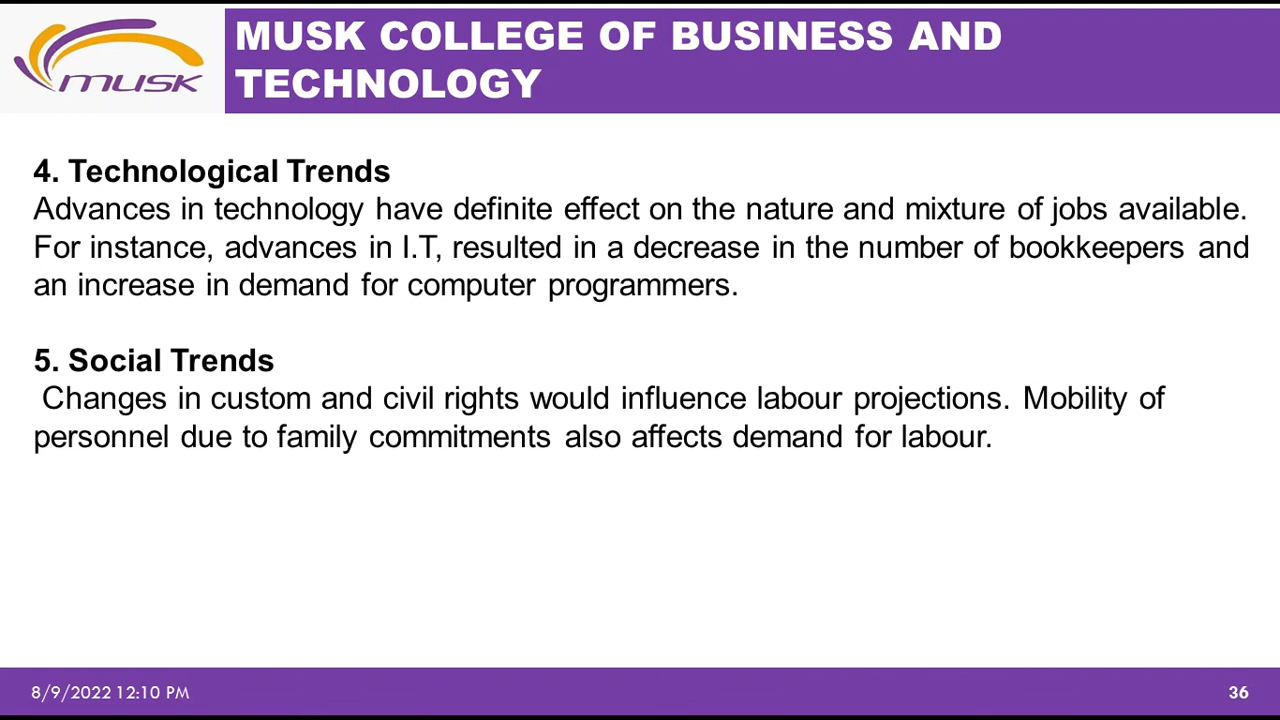 musk
MUSK COLLEGE OF BUSINESS AND
TECHNOLOGY
4. Technological Trends
Advances in technology have definite effect on the nature and mixture of jobs available.
For instance, advances in I.T, resulted in a decrease in the number of bookkeepers and
an increase in demand for computer programmers.
5. Social Trends
Changes in custom and civil rights would influence labour projections. Mobility of
personnel due to family commitments also affects demand for labour.
8/9/2022 12:10 PM
36